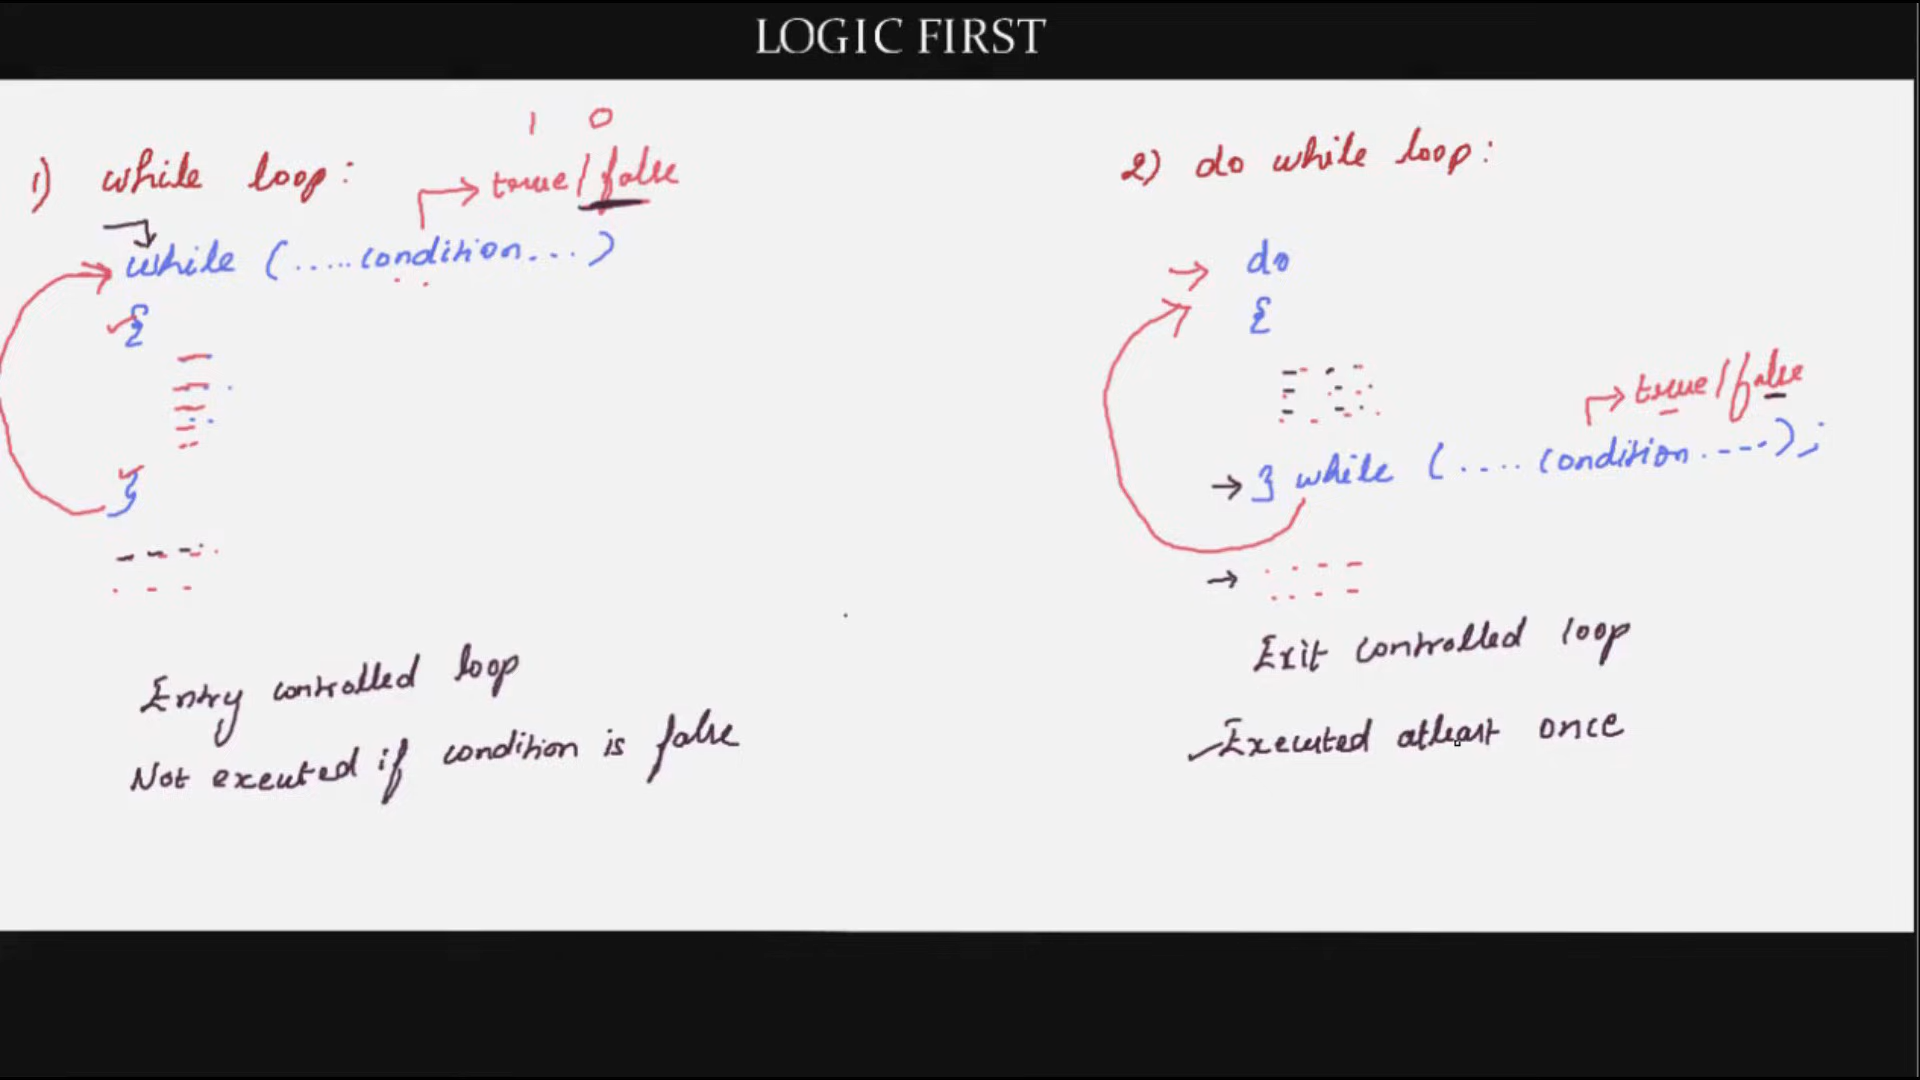 LOGIC FIRST
1) while loop:
1 0
true/false
while (.....condition...)
{
}
Entry controlled loop
Not executed if condition is false
2) do while loop:
do
{
true/false
} while (....condition.----);
Exit controlled loop
Executed atleast once